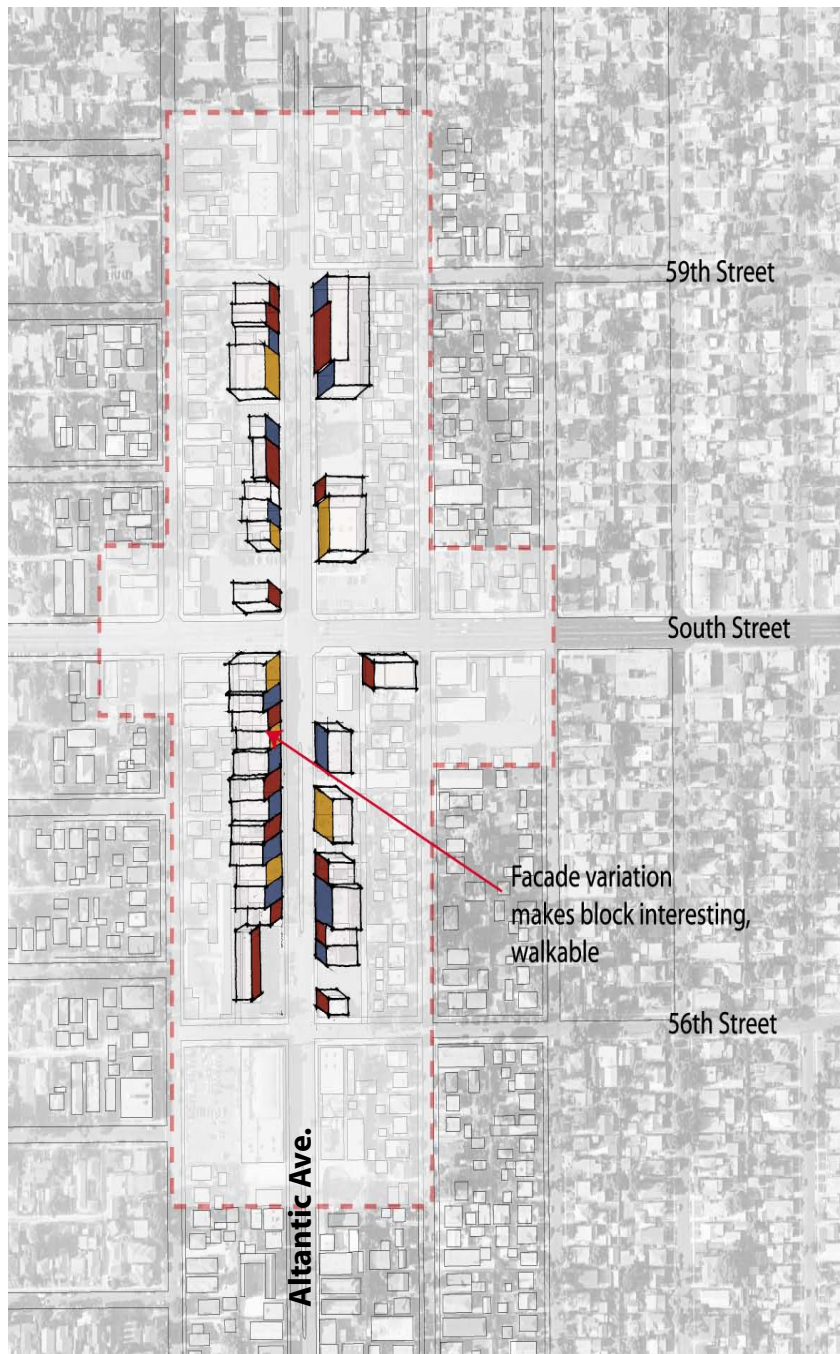 59th Street
South Street
Facade variation
makes block interesting,
walkable
56th Street
Altantic Ave.